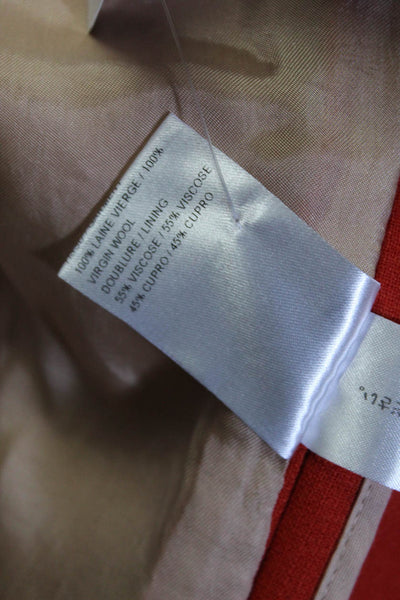 100% LAINE VIERGE / 100%
VIRGIN WOOL
DOUBLURE / LINING
55% VISCOSE / 55% VISCOSE
45% CUPRO / 45% CUPRO